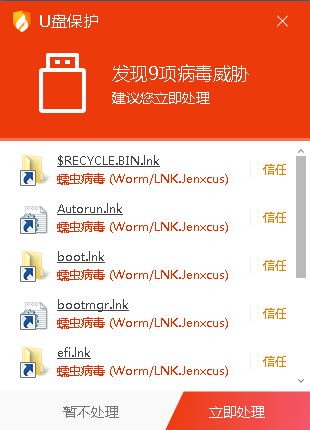 U盘保护
发现9项病毒威胁
建议您立即处理
$RECYCLE.BIN.lnk
蠕虫病毒 (Worm/LNK.Jenxcus)
信任
Autorun.lnk
蠕虫病毒 (Worm/LNK.Jenxcus)
信任
boot.lnk
蠕虫病毒 (Worm/LNK.Jenxcus)
信任
bootmgr.lnk
蠕虫病毒 (Worm/LNK.Jenxcus)
信任
efi.lnk
蠕虫病毒 (Worm/LNK.Jenxcus)
信任
暂不处理
立即处理